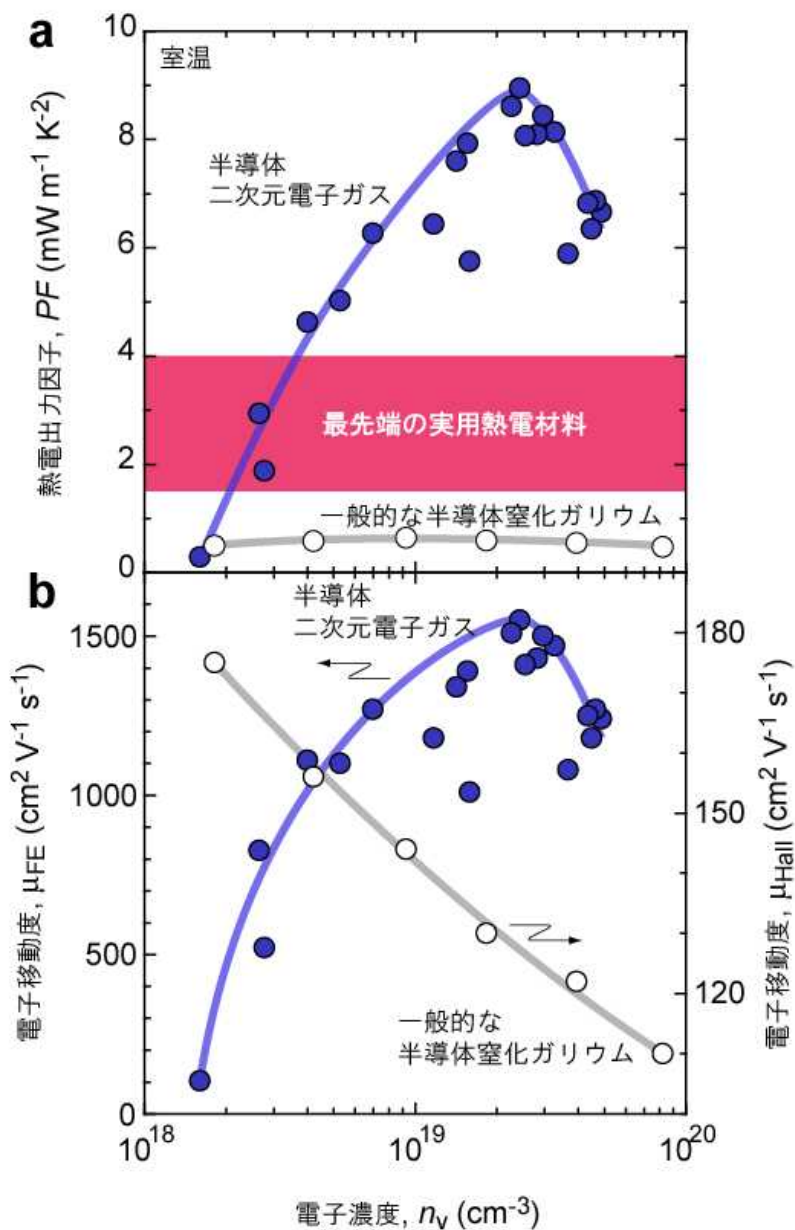 a
10
8
6
4
2
0
熱電出力因子, PF (mW m⁻¹ K⁻²)
室温
半導体
二次元電子ガス
最先端の実用熱電材料
一般的な半導体窒化ガリウム
b
1500
1000
500
0
電子移動度, μFE (cm² V⁻¹ s⁻¹)
半導体
二次元電子ガス
180
150
120
電子移動度, μHall (cm² V⁻¹ s⁻¹)
一般的な
半導体窒化ガリウム
10¹⁸
10¹⁹
10²⁰
電子濃度, nv (cm⁻³)